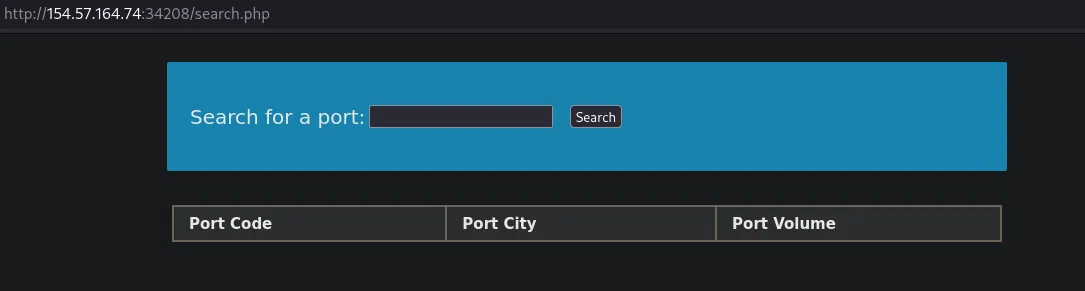 http://154.57.164.74:34208/search.php
Search for a port: Search
Port Code Port City Port Volume